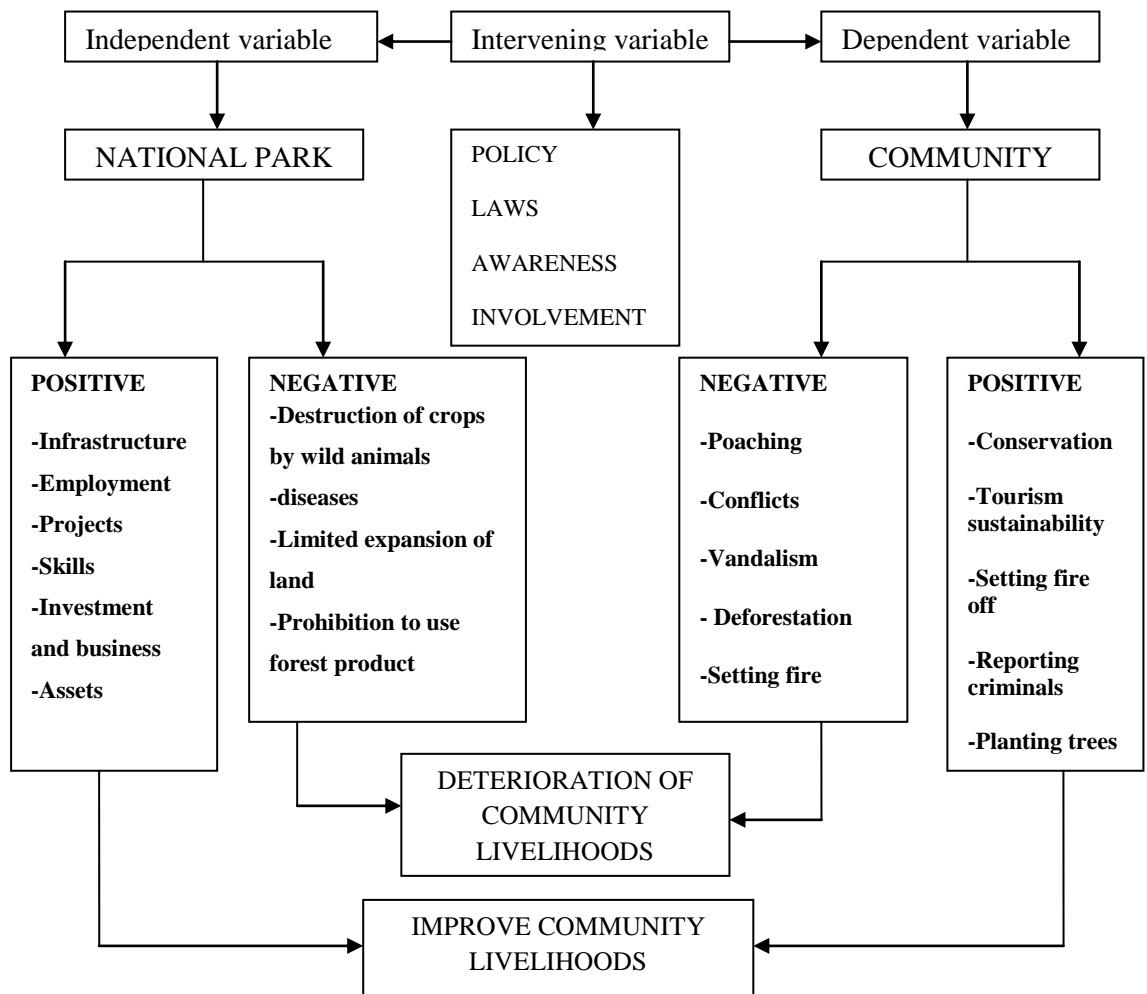 Independent variable
Intervening variable
Dependent variable
NATIONAL PARK
POLICY
LAWS
AWARENESS
INVOLVEMENT
COMMUNITY
POSITIVE
-Infrastructure
-Employment
-Projects
-Skills
-Investment
and business
-Assets
NEGATIVE
-Destruction of crops
by wild animals
-diseases
-Limited expansion of
land
-Prohibition to use
forest product
NEGATIVE
-Poaching
-Conflicts
-Vandalism
- Deforestation
-Setting fire
POSITIVE
-Conservation
-Tourism
sustainability
-Setting fire
off
-Reporting
criminals
-Planting trees
DETERIORATION OF
COMMUNITY
LIVELIHOODS
IMPROVE COMMUNITY
LIVELIHOODS